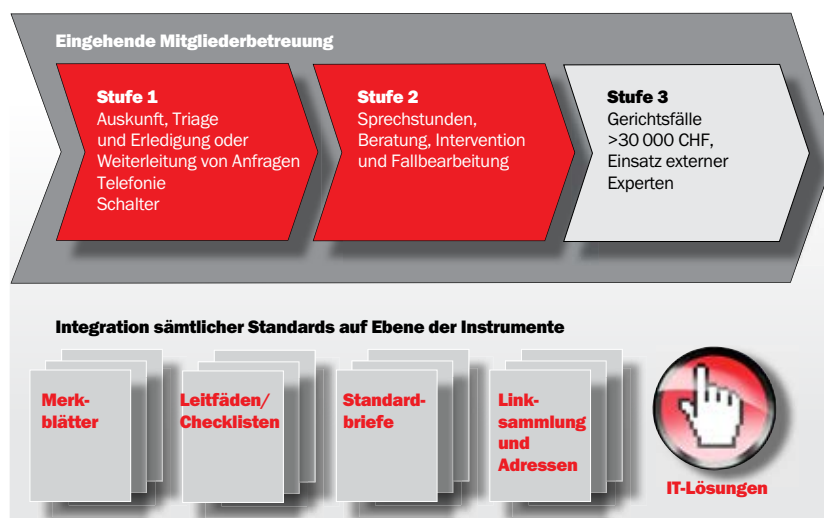 Eingehende Mitgliederbetreuung
Stufe 1
Auskunft, Triage
und Erledigung oder
Weiterleitung von Anfragen
Telefonie
Schalter
Stufe 2
Sprechstunden,
Beratung, Intervention
und Fallbearbeitung
Stufe 3
Gerichtsfälle
>30 000 CHF,
Einsatz externer
Experten
Integration sämtlicher Standards auf Ebene der Instrumente
Merk-
blätter
Leitfäden/
Checklisten
Standard-
briefe
Link-
sammlung
und
Adressen
IT-Lösungen